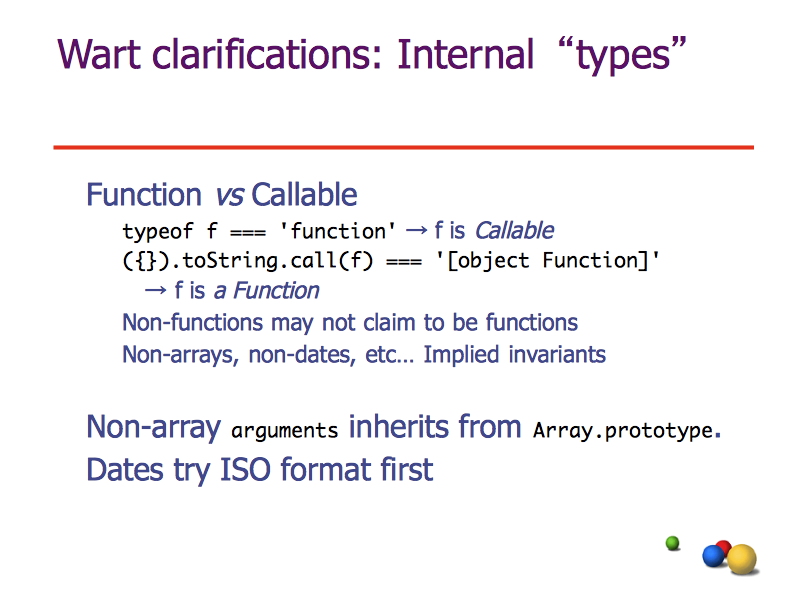 Wart clarifications: Internal “types”
Function vs Callable
typeof f === 'function' → f is Callable
({}).toString.call(f) === '[object Function]'
→ f is a Function
Non-functions may not claim to be functions
Non-arrays, non-dates, etc… Implied invariants
Non-array arguments inherits from Array.prototype.
Dates try ISO format first